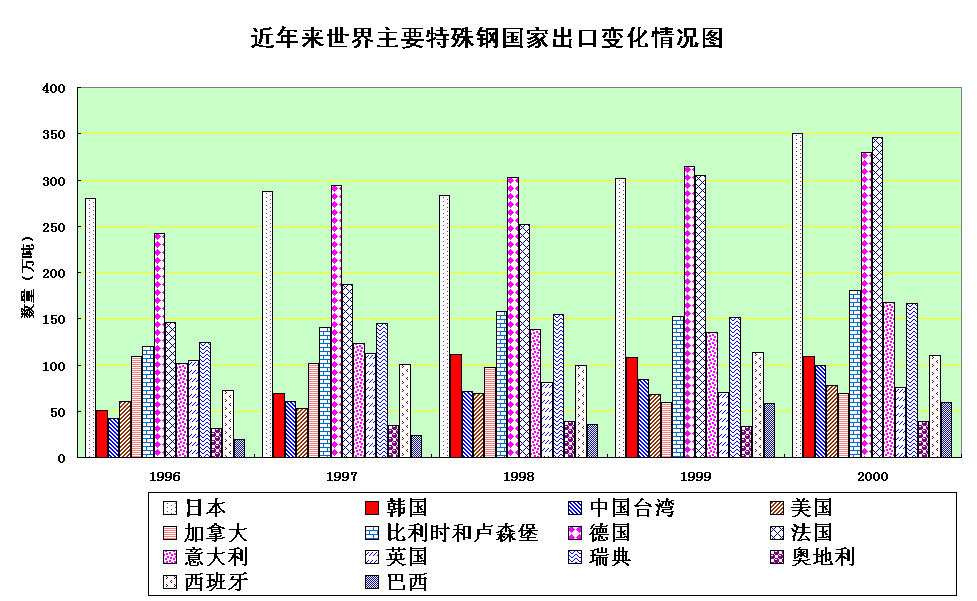 近年来世界主要特殊钢国家出口变化情况图
400
350
300
250
200
150
100
50
0
数量（万吨）
1996 1997 1998 1999 2000
日本 韩国 中国台湾 美国
加拿大 比利时和卢森堡 德国 法国
意大利 英国 瑞典 奥地利
西班牙 巴西